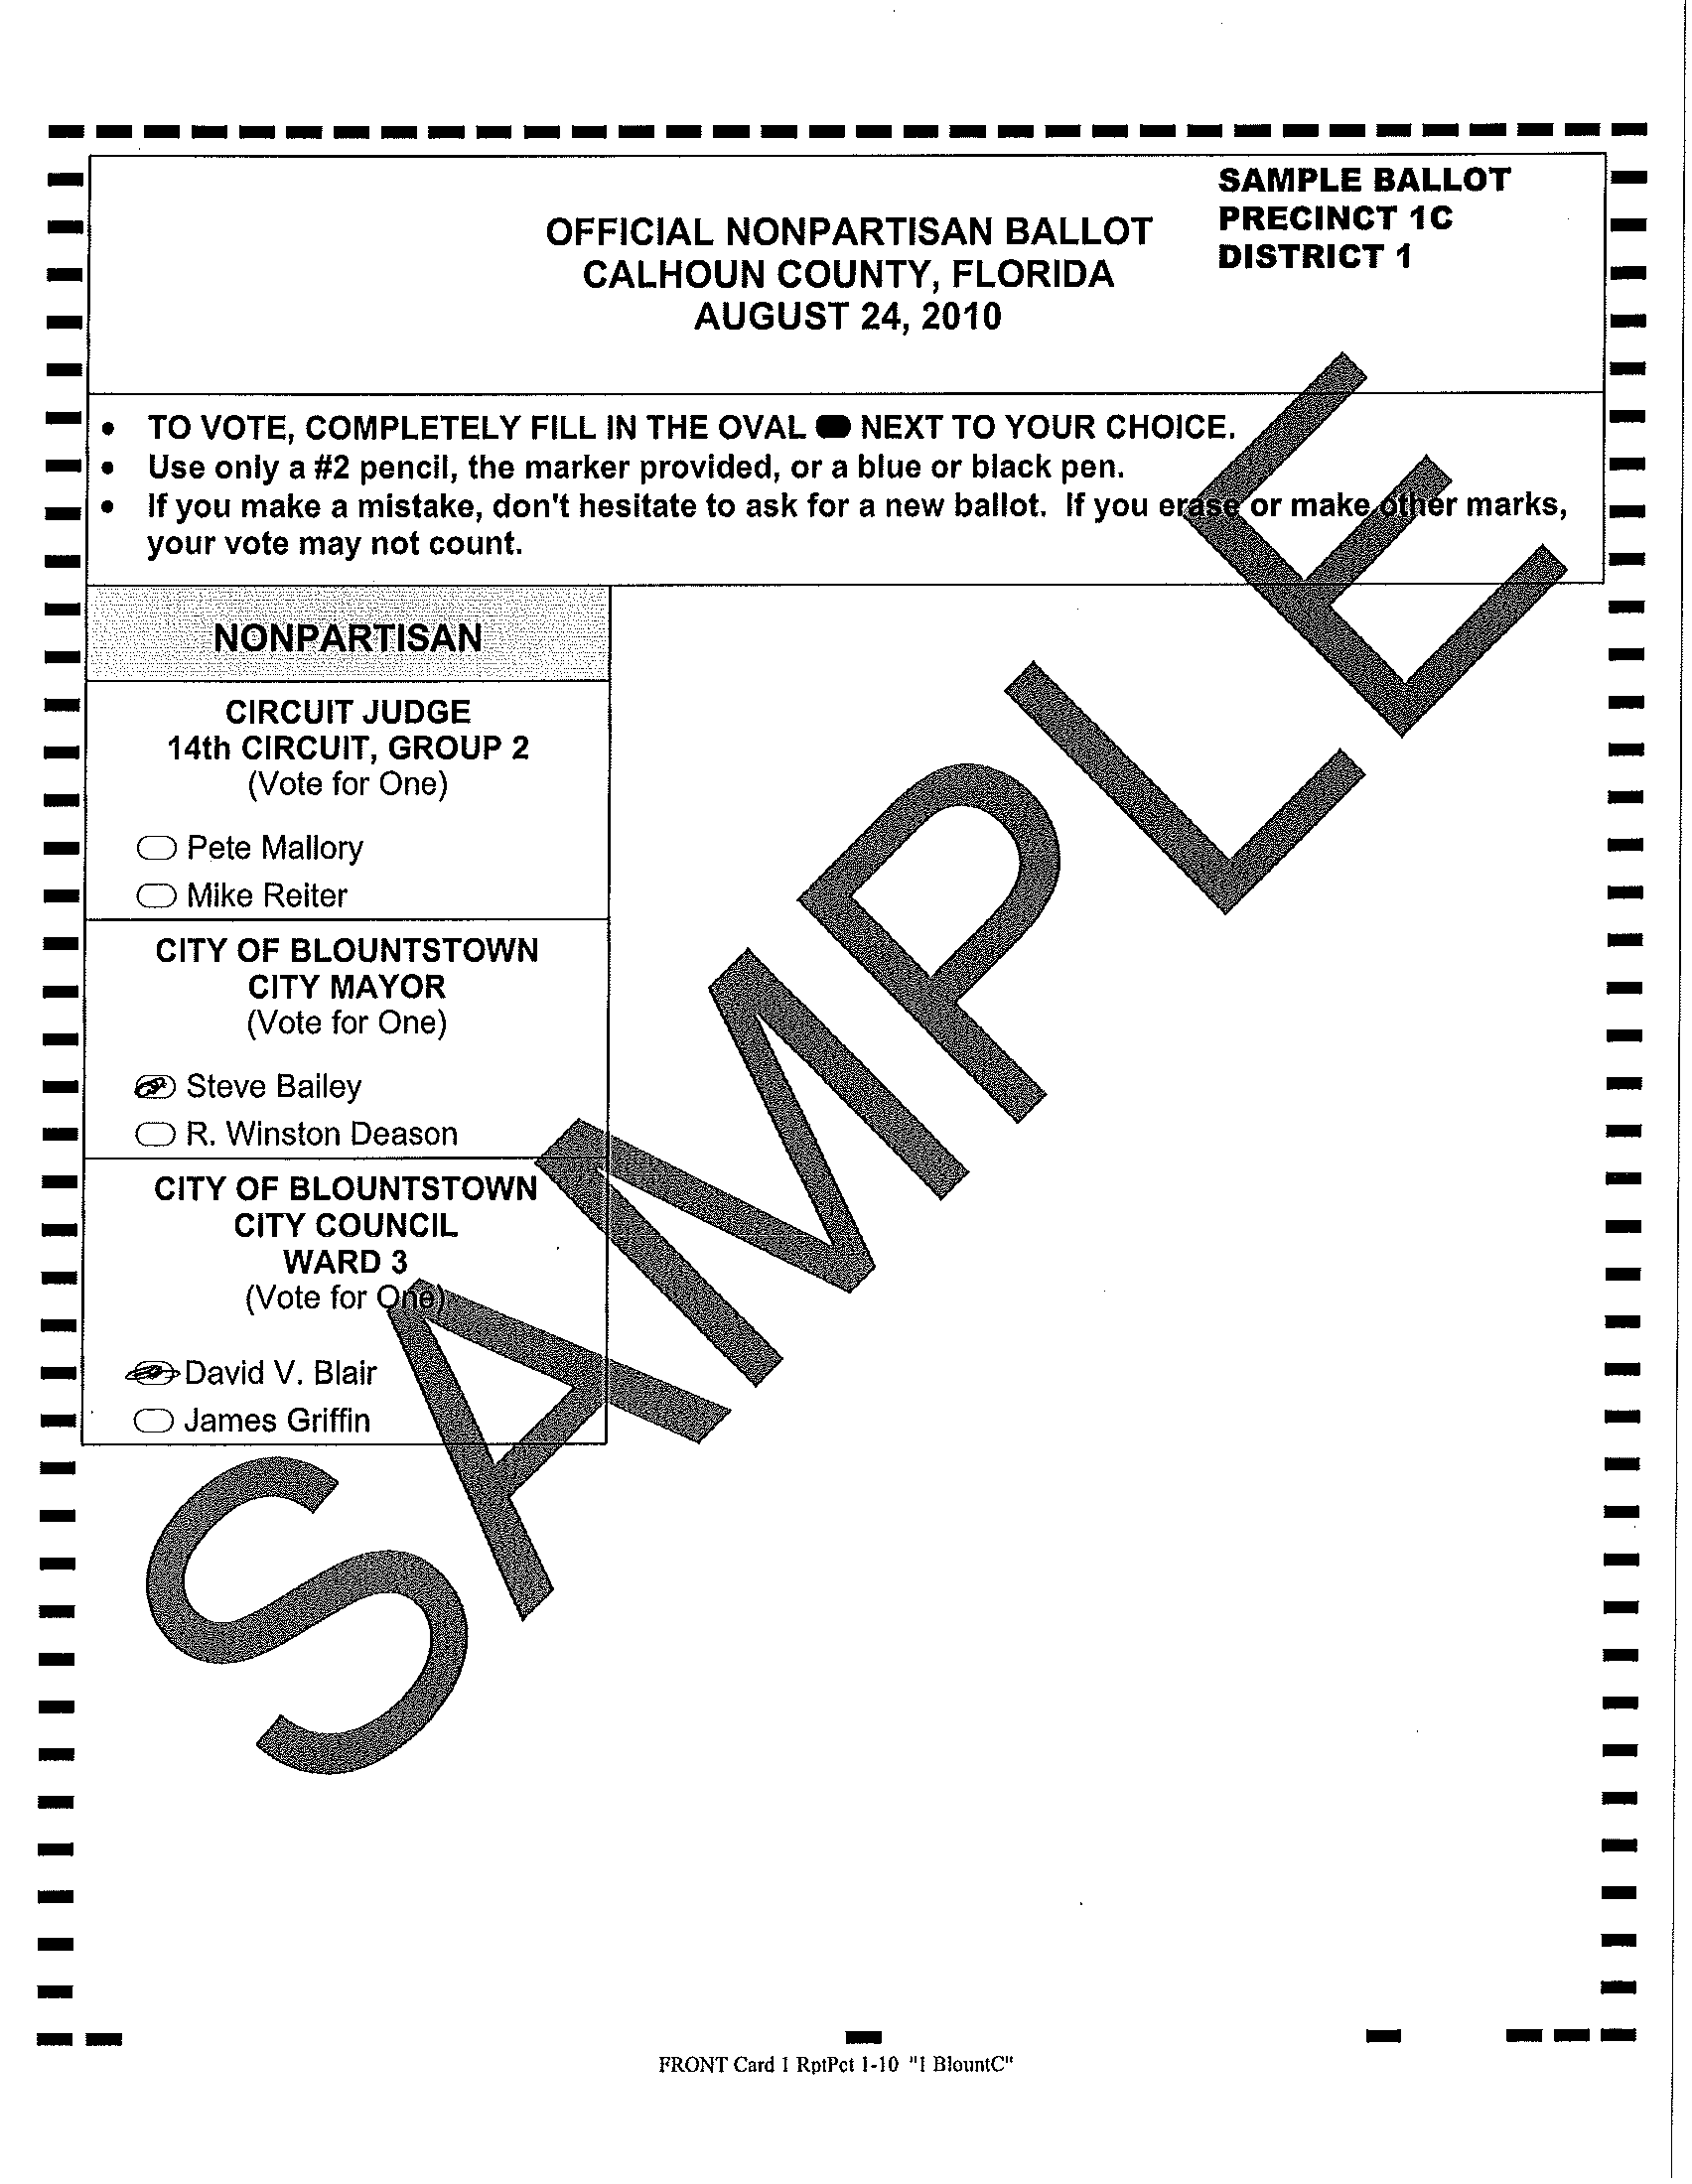 SAMPLE BALLOT
PRECINCT 1C
DISTRICT 1
OFFICIAL NONPARTISAN BALLOT
CALHOUN COUNTY, FLORIDA
AUGUST 24, 2010
• TO VOTE, COMPLETELY FILL IN THE OVAL NEXT TO YOUR CHOICE.
• Use only a #2 pencil, the marker provided, or a blue or black pen.
• If you make a mistake, don't hesitate to ask for a new ballot. If you erase or make other marks,
your vote may not count.
NONPARTISAN
CIRCUIT JUDGE
14th CIRCUIT, GROUP 2
(Vote for One)
Pete Mallory
Mike Reiter
CITY OF BLOUNTSTOWN
CITY MAYOR
(Vote for One)
Steve Bailey
R. Winston Deason
CITY OF BLOUNTSTOWN
CITY COUNCIL
WARD 3
(Vote for One)
David V. Blair
James Griffin
SAMPLE
FRONT Card 1 RptPct 1-10 "1 BlountC"